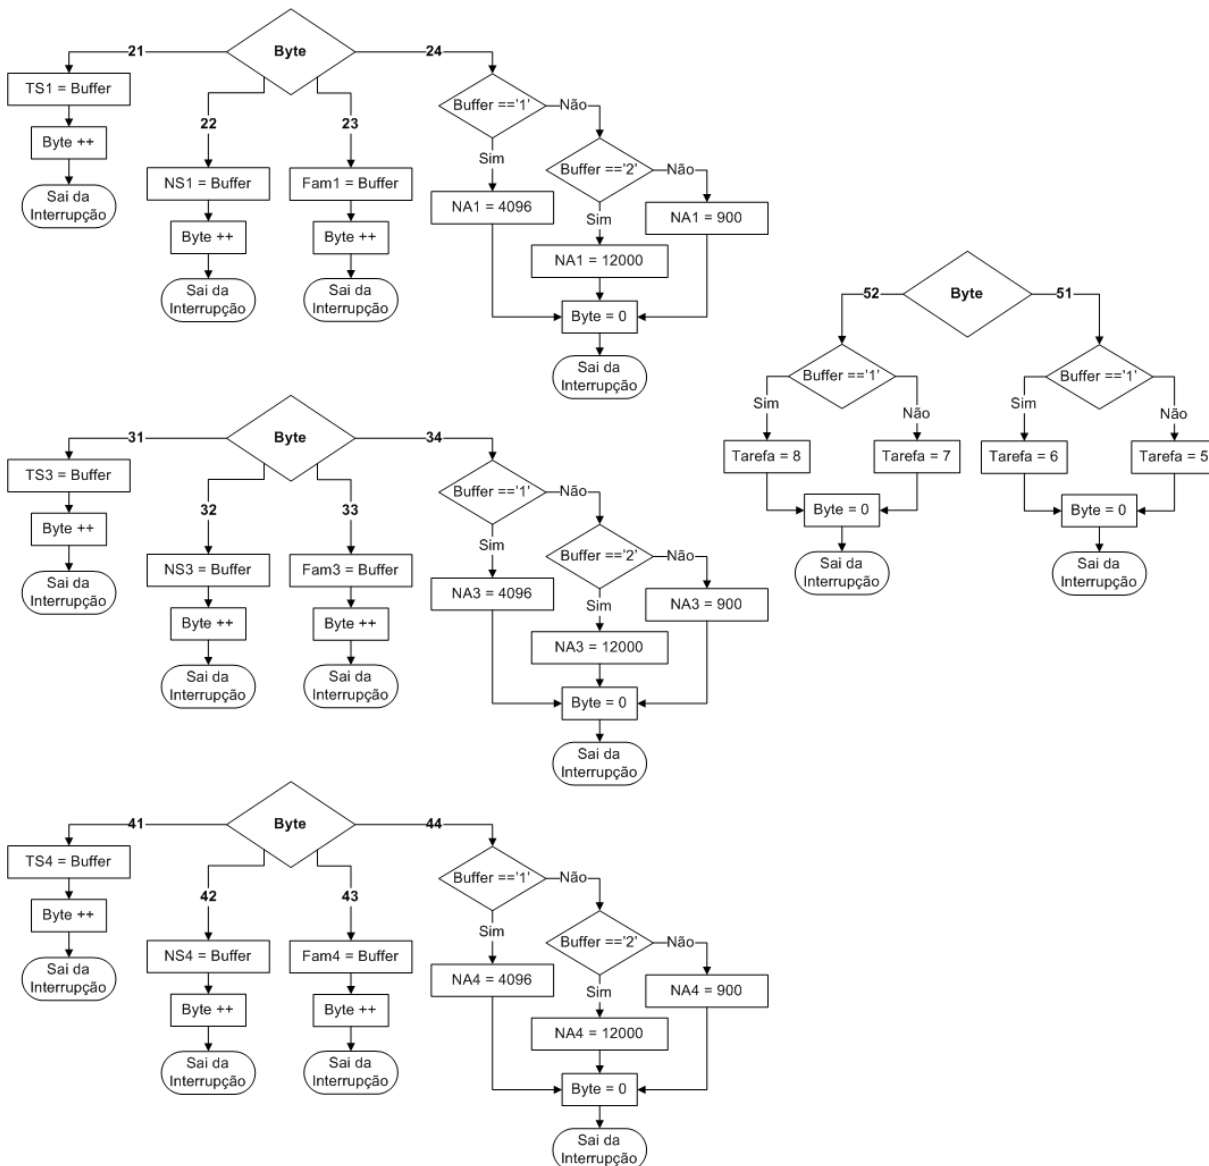 Byte
21
24
TS1 = Buffer
Byte ++
Sai da
Interrupção
22
NS1 = Buffer
Byte ++
Sai da
Interrupção
23
Fam1 = Buffer
Byte ++
Sai da
Interrupção
Buffer =='1'
Não
Sim
NA1 = 4096
Buffer =='2'
Não
Sim
NA1 = 12000
NA1 = 900
Byte = 0
Sai da
Interrupção
Byte
52
51
Buffer =='1'
Sim
Não
Tarefa = 8
Tarefa = 7
Byte = 0
Sai da
Interrupção
Buffer =='1'
Sim
Não
Tarefa = 6
Tarefa = 5
Byte = 0
Sai da
Interrupção
Byte
31
34
TS3 = Buffer
Byte ++
Sai da
Interrupção
32
NS3 = Buffer
Byte ++
Sai da
Interrupção
33
Fam3 = Buffer
Byte ++
Sai da
Interrupção
Buffer =='1'
Não
Sim
NA3 = 4096
Buffer =='2'
Não
Sim
NA3 = 12000
NA3 = 900
Byte = 0
Sai da
Interrupção
Byte
41
44
TS4 = Buffer
Byte ++
Sai da
Interrupção
42
NS4 = Buffer
Byte ++
Sai da
Interrupção
43
Fam4 = Buffer
Byte ++
Sai da
Interrupção
Buffer =='1'
Não
Sim
NA4 = 4096
Buffer =='2'
Não
Sim
NA4 = 12000
NA4 = 900
Byte = 0
Sai da
Interrupção